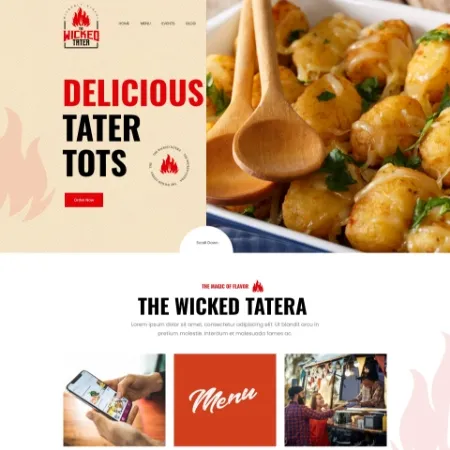 WICKED
TATER
HOME MENU EVENTS BLOG
DELICIOUS
TATER
TOTS
Order Now
Scroll Down
THE MAGIC OF FLAVOR
THE WICKED TATERA
Lorem ipsum dolor sit amet, consectetur adipiscing elit. Id blandit arcu in
pretium molestie. Interdum et malesuada fames ac.
Menu